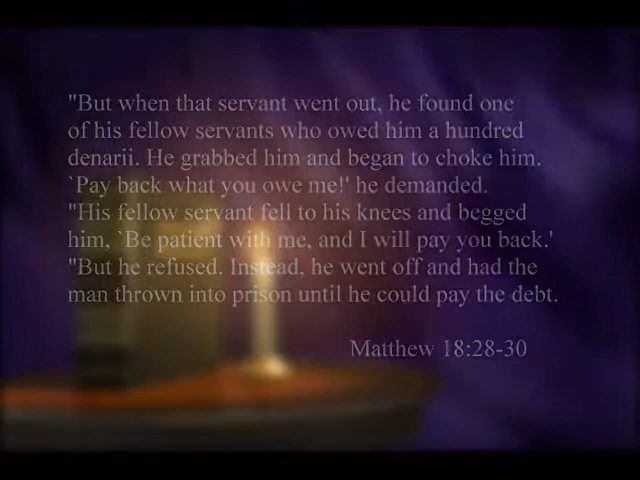 "But when that servant went out, he found one
of his fellow servants who owed him a hundred
denarii. He grabbed him and began to choke him.
`Pay back what you owe me!' he demanded.
"His fellow servant fell to his knees and begged
him, `Be patient with me, and I will pay you back.'
"But he refused. Instead, he went off and had the
man thrown into prison until he could pay the debt.
Matthew 18:28-30